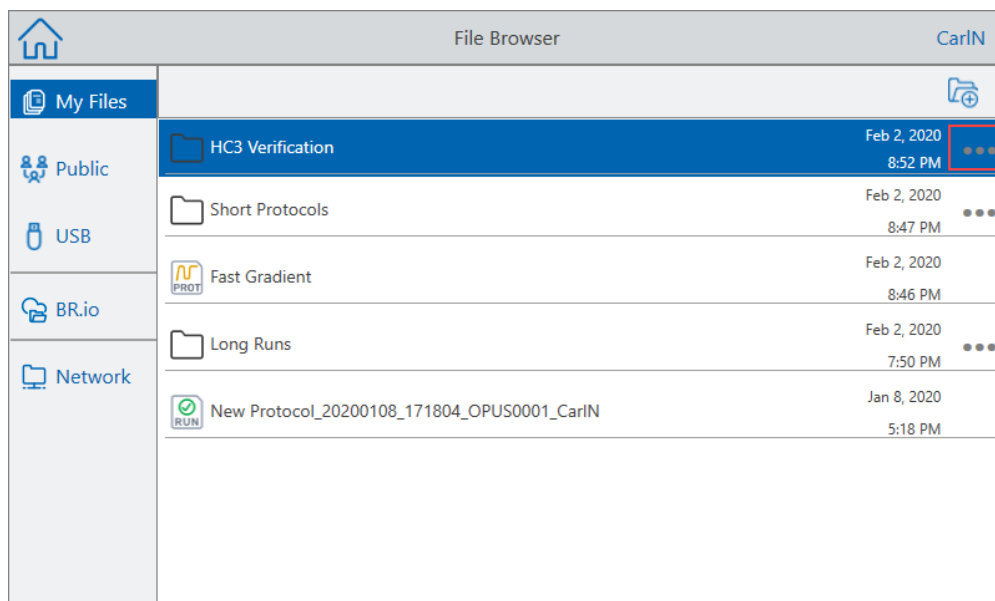 File Browser
CarlN
My Files
Public
USB
BR.io
Network
HC3 Verification
Feb 2, 2020
8:52 PM
Short Protocols
Feb 2, 2020
8:47 PM
PROT
Fast Gradient
Feb 2, 2020
8:46 PM
Long Runs
Feb 2, 2020
7:50 PM
RUN
New Protocol_20200108_171804_OPUS0001_CarlN
Jan 8, 2020
5:18 PM